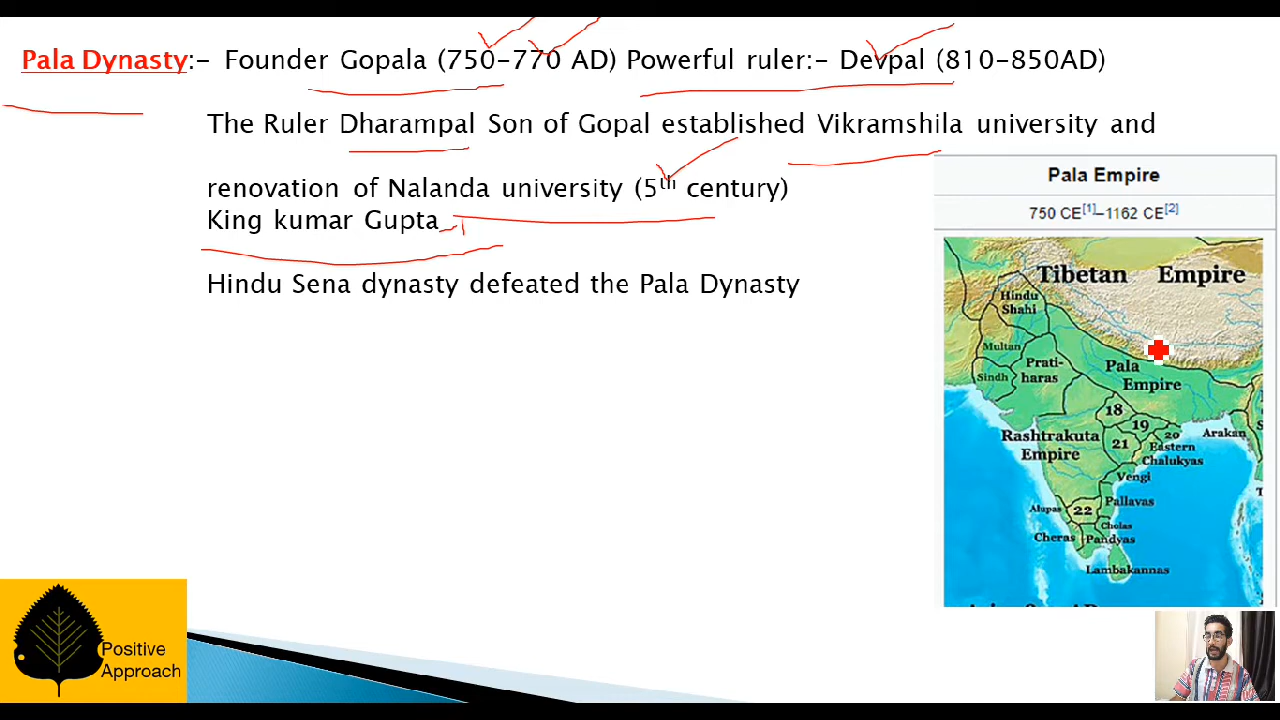 Pala Dynasty:- Founder Gopala (750-770 AD) Powerful ruler:- Devpal (810-850AD)
The Ruler Dharampal Son of Gopal established Vikramshila university and
renovation of Nalanda university (5th century)
King kumar Gupta
Hindu Sena dynasty defeated the Pala Dynasty
Pala Empire
750 CE[1]–1162 CE[2]
Tibetan Empire
Hindu
Shahi
Multan
Sindh
Prati-
haras
Pala
Empire
18
19
20
21
Rashtrakuta
Empire
Eastern
Chalukyas
Arakan
Vengi
Pallavas
Alupas
22
Cholas
Cheras
Pandyas
Lambakannas
Positive
Approach